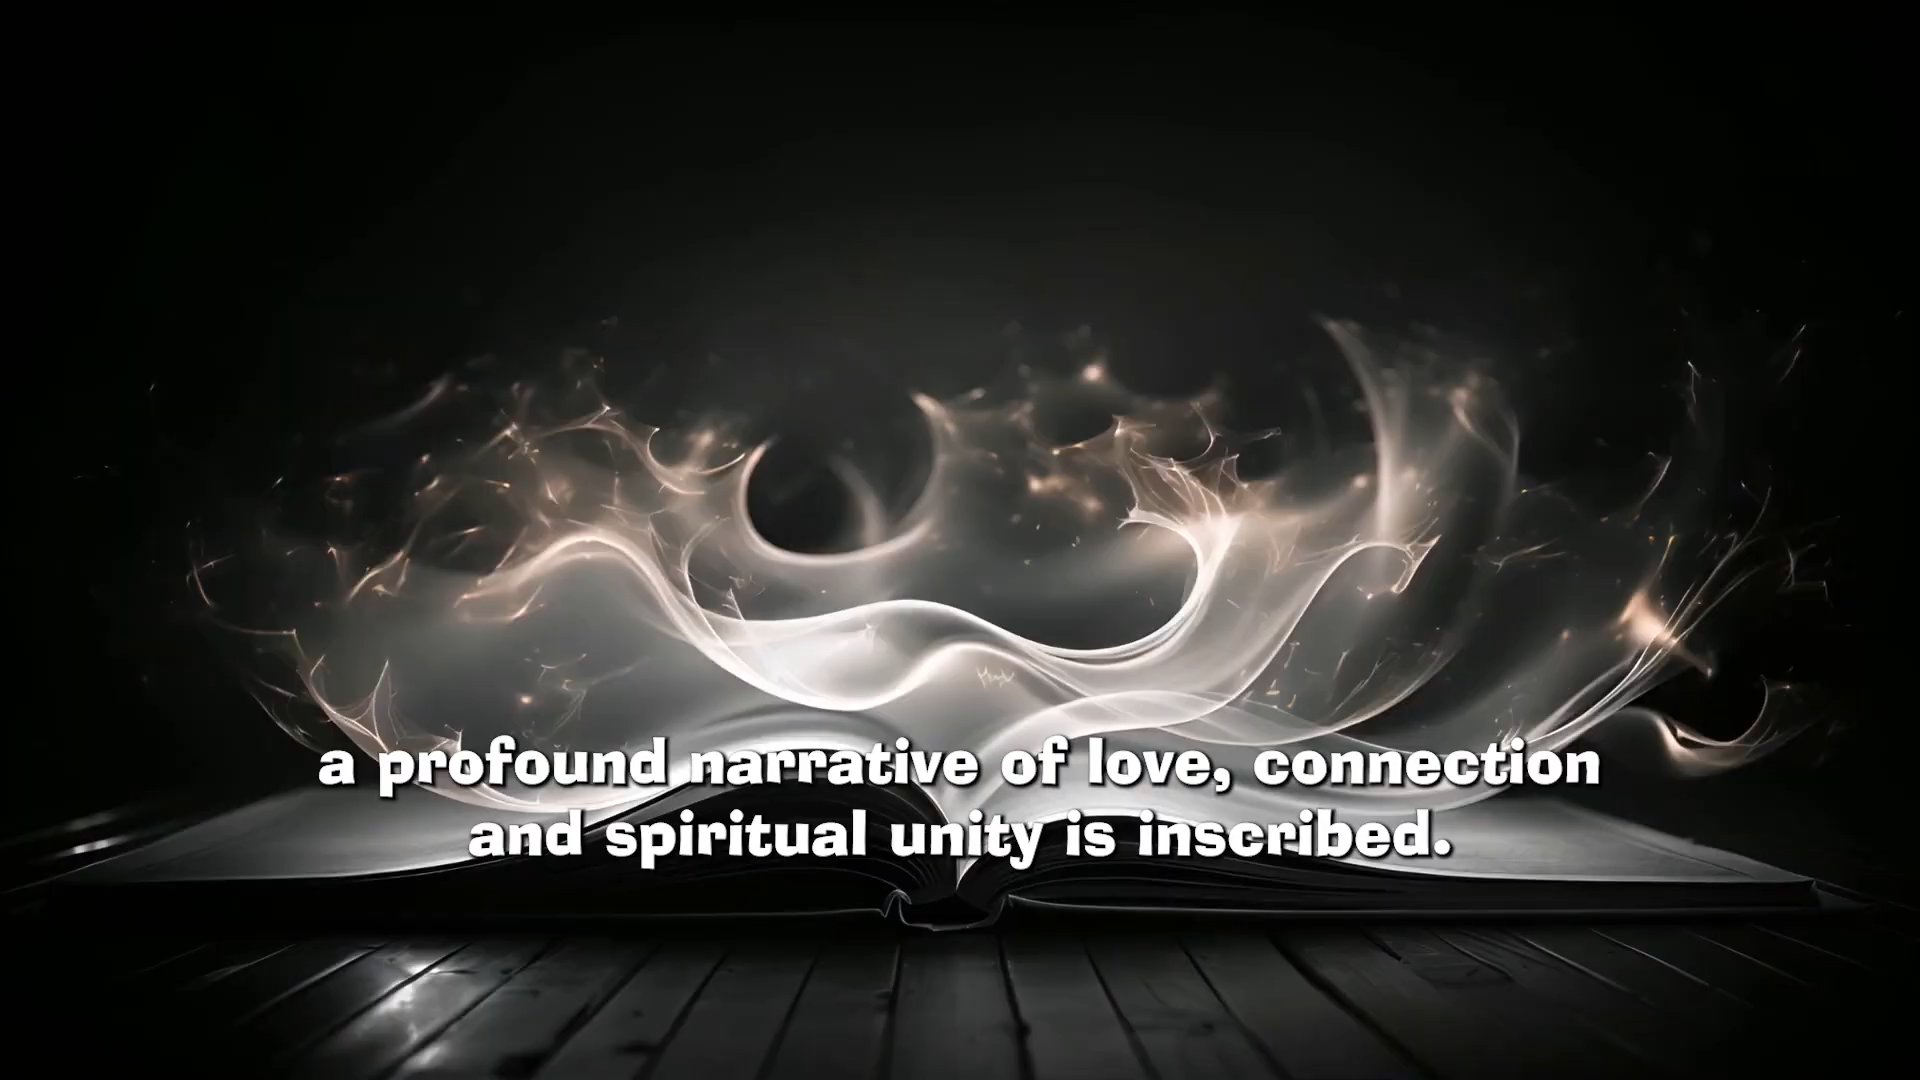 a profound narrative of love, connection
and spiritual unity is inscribed.